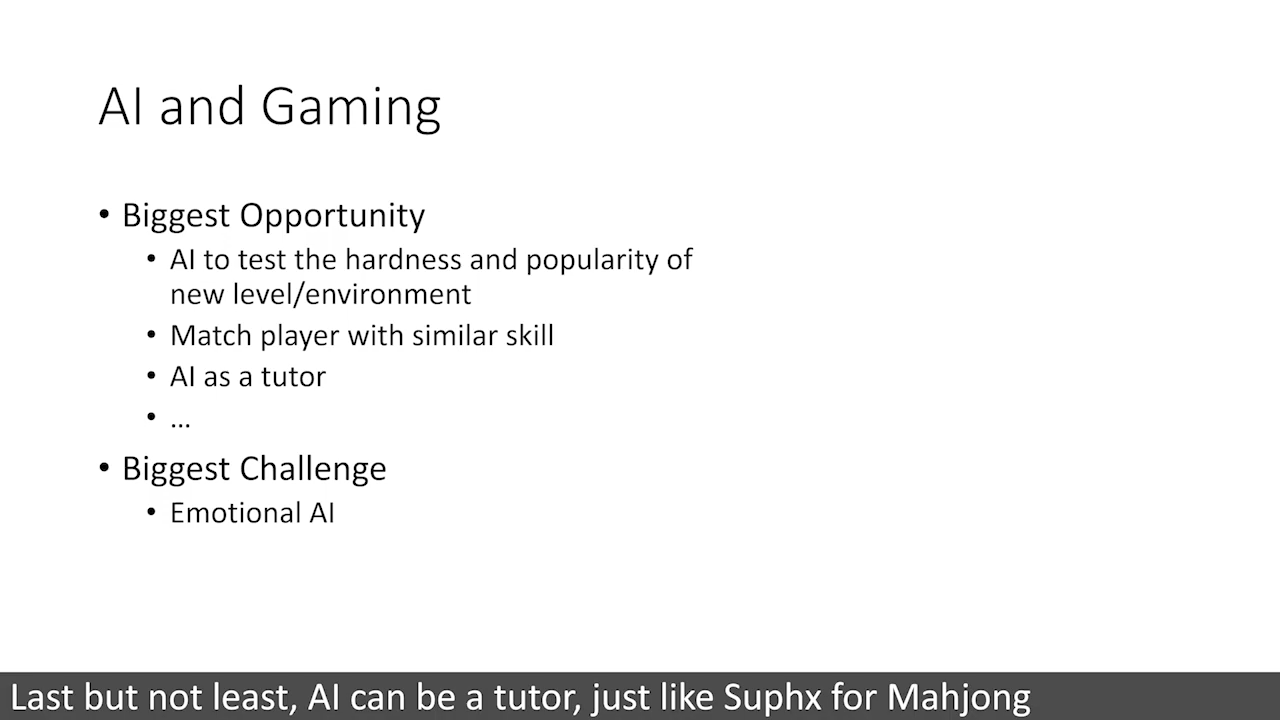 AI and Gaming
• Biggest Opportunity
• AI to test the hardness and popularity of
new level/environment
• Match player with similar skill
• AI as a tutor
• ...
• Biggest Challenge
• Emotional AI
Last but not least, AI can be a tutor, just like Suphx for Mahjong